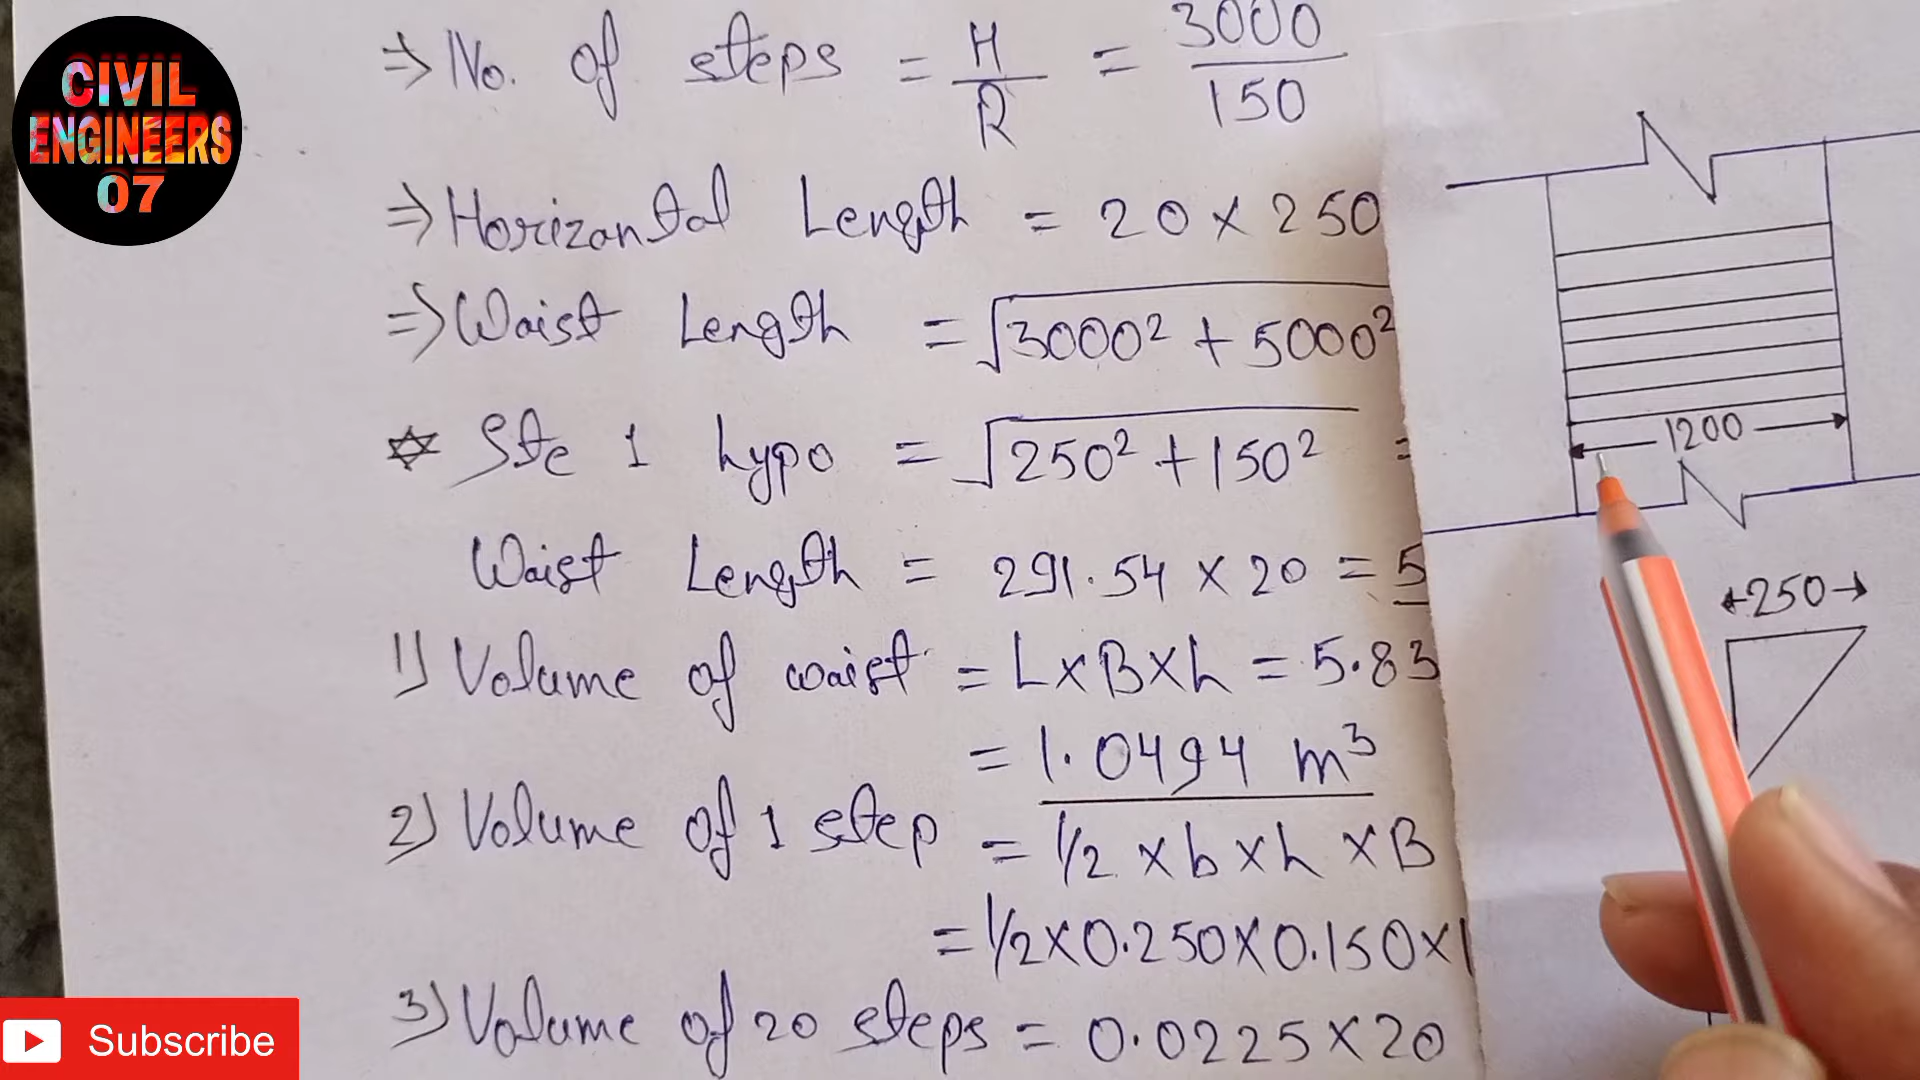 CIVIL
ENGINEERS
07
⇒ No. of steps = H/R = 3000/150
⇒ Horizontal Length = 20 × 250
⇒ Waist Length = √3000² + 5000²
✡ Ste 1 hypo = √250² + 150² =
Waist Length = 291.54 × 20 = 5
1) Volume of waist = L×B×h = 5.83
= 1.0494 m³
2) Volume of 1 step = 1/2 × b × h × B
= 1/2 × 0.250 × 0.150 × 1
3) Volume of 20 steps = 0.0225 × 20
1200
250
Subscribe